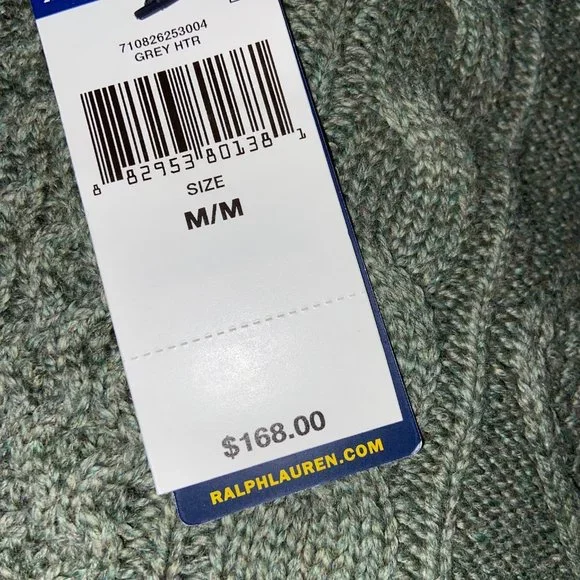 710826253004
GREY HTR
8 82953 80138 1
SIZE
M/M
$168.00
RALPHLAUREN.COM